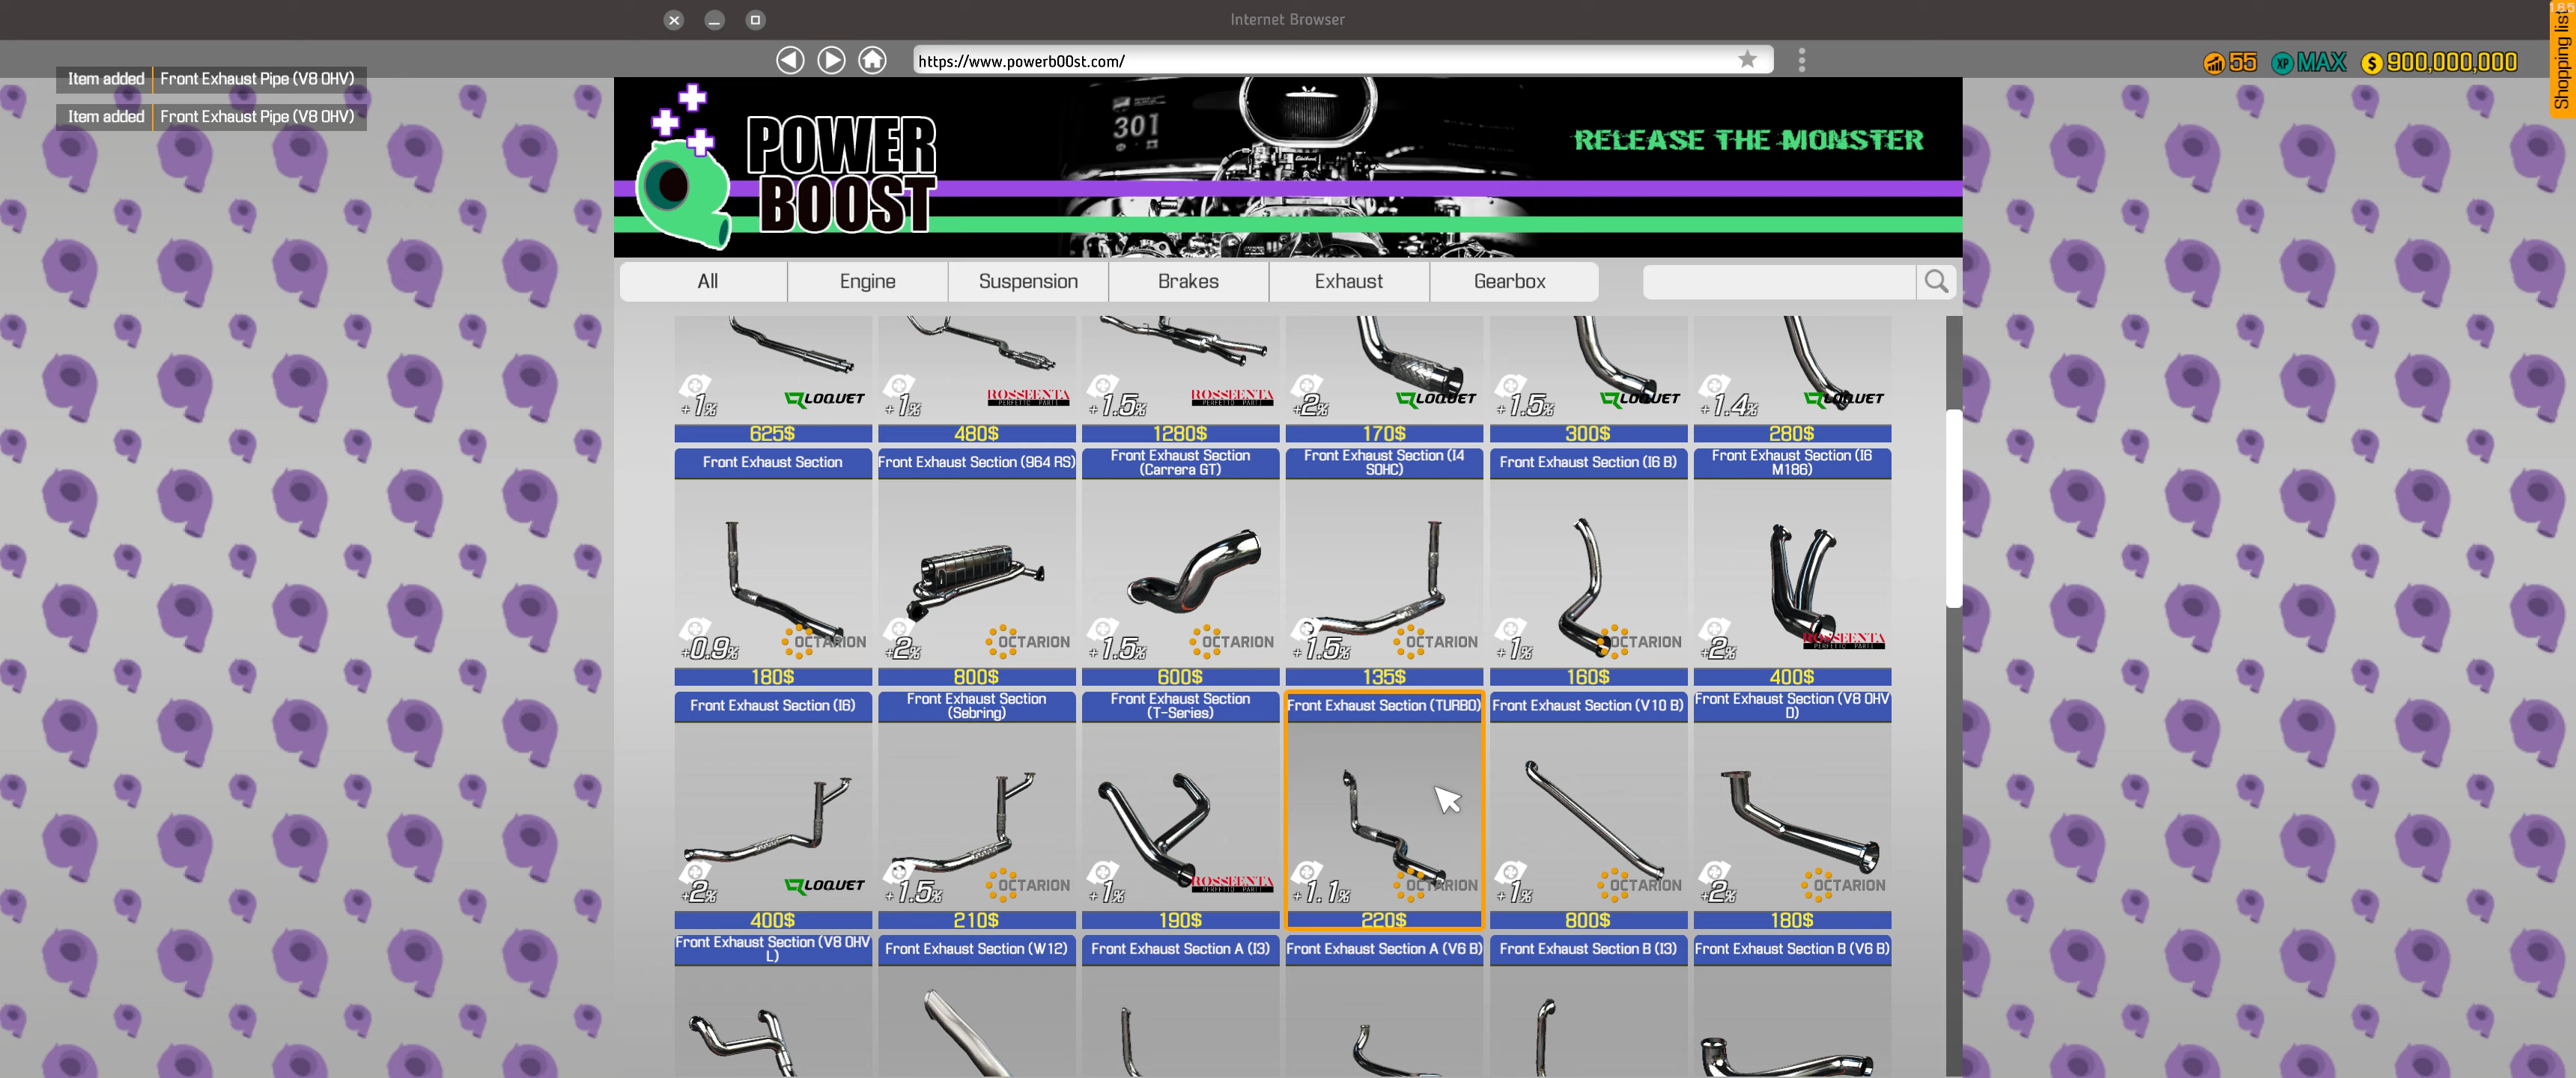 Internet Browser
Shopping list
https://www.powerb00st.com/
55 XP MAX $ 900,000,000
Item added Front Exhaust Pipe (V8 OHV)
Item added Front Exhaust Pipe (V8 OHV)
301
POWER
BOOST
RELEASE THE MONSTER
All Engine Suspension Brakes Exhaust Gearbox
+1% LOQUET +1% ROSSEENTA PERFETTO PARTI +1.5% ROSSEENTA PERFETTO PARTI +2% LOQUET +1.5% LOQUET +1.4% LOQUET
625$ 480$ 1280$ 170$ 300$ 280$
Front Exhaust Section
Front Exhaust Section (964 RS)
Front Exhaust Section
(Carrera GT)
Front Exhaust Section (I4
SOHC)
Front Exhaust Section (I6 B)
Front Exhaust Section (I6
M186)
+0.9% OCTARION +2% OCTARION +1.5% OCTARION +1.5% OCTARION +1% OCTARION +2% ROSSEENTA PERFETTO PARTI
180$ 800$ 600$ 135$ 160$ 400$
Front Exhaust Section (I6)
Front Exhaust Section
(Sebring)
Front Exhaust Section
(T-Series)
Front Exhaust Section (TURBO)
Front Exhaust Section (V10 B)
Front Exhaust Section (V8 OHV
D)
+2% LOQUET +1.5% OCTARION +1% ROSSEENTA PERFETTO PARTI +1.1% OCTARION +1% OCTARION +2% OCTARION
400$ 210$ 190$ 220$ 800$ 180$
Front Exhaust Section (V8 OHV
L)
Front Exhaust Section (W12)
Front Exhaust Section A (I3)
Front Exhaust Section A (V6 B)
Front Exhaust Section B (I3)
Front Exhaust Section B (V6 B)